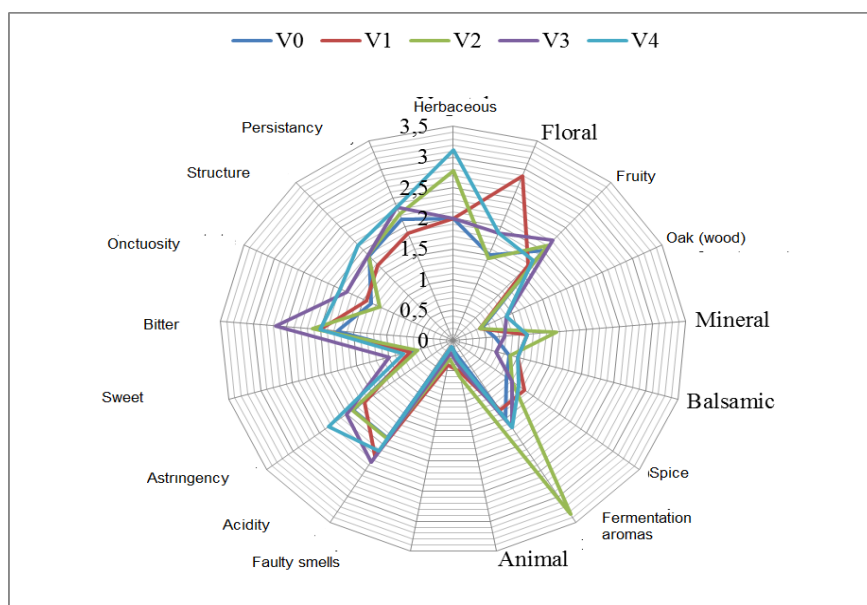 V0 V1 V2 V3 V4
Herbaceous
Floral
Fruity
Oak (wood)
Mineral
Balsamic
Spice
Fermentation
aromas
Animal
Faulty smells
Acidity
Astringency
Sweet
Bitter
Onctuosity
Structure
Persistancy
3,5
3
2,5
2
1,5
1
0,5
0